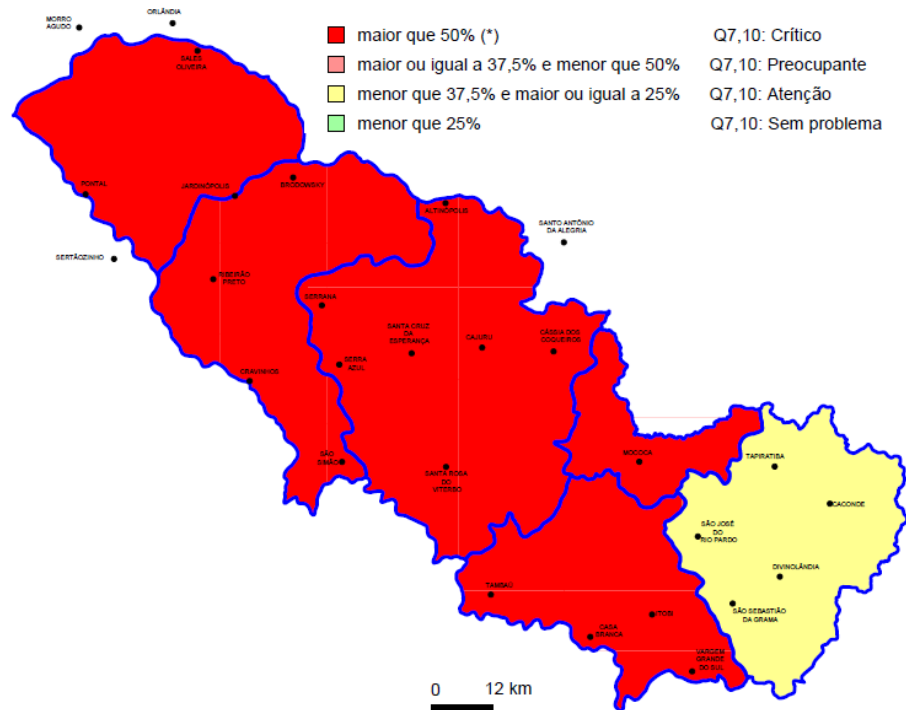 ORLÂNDIA
MORRO
AGUDO
SALES
OLIVEIRA
maior que 50% (*) Q7,10: Crítico
maior ou igual a 37,5% e menor que 50% Q7,10: Preocupante
menor que 37,5% e maior ou igual a 25% Q7,10: Atenção
menor que 25% Q7,10: Sem problema
PONTAL
JARDINÓPOLIS
BRODOWSKY
ALTINÓPOLIS
SANTO ANTÔNIO
DA ALEGRIA
SERTÃOZINHO
RIBEIRÃO
PRETO
SERRANA
SANTA CRUZ
DA
ESPERANÇA
CAJURU
CÁSSIA DOS
COQUEIROS
SERRA
AZUL
CRAVINHOS
SÃO
SIMÃO
SANTA ROSA
DO
VITERBO
MOCOCA
TAPIRATIBA
CACONDE
SÃO JOSÉ
DO
RIO PARDO
DIVINOLÂNDIA
TAMBAÚ
ITOBI
SÃO SEBASTIÃO
DA GRAMA
CASA
BRANCA
VARGEM
GRANDE
DO SUL
0 12 km